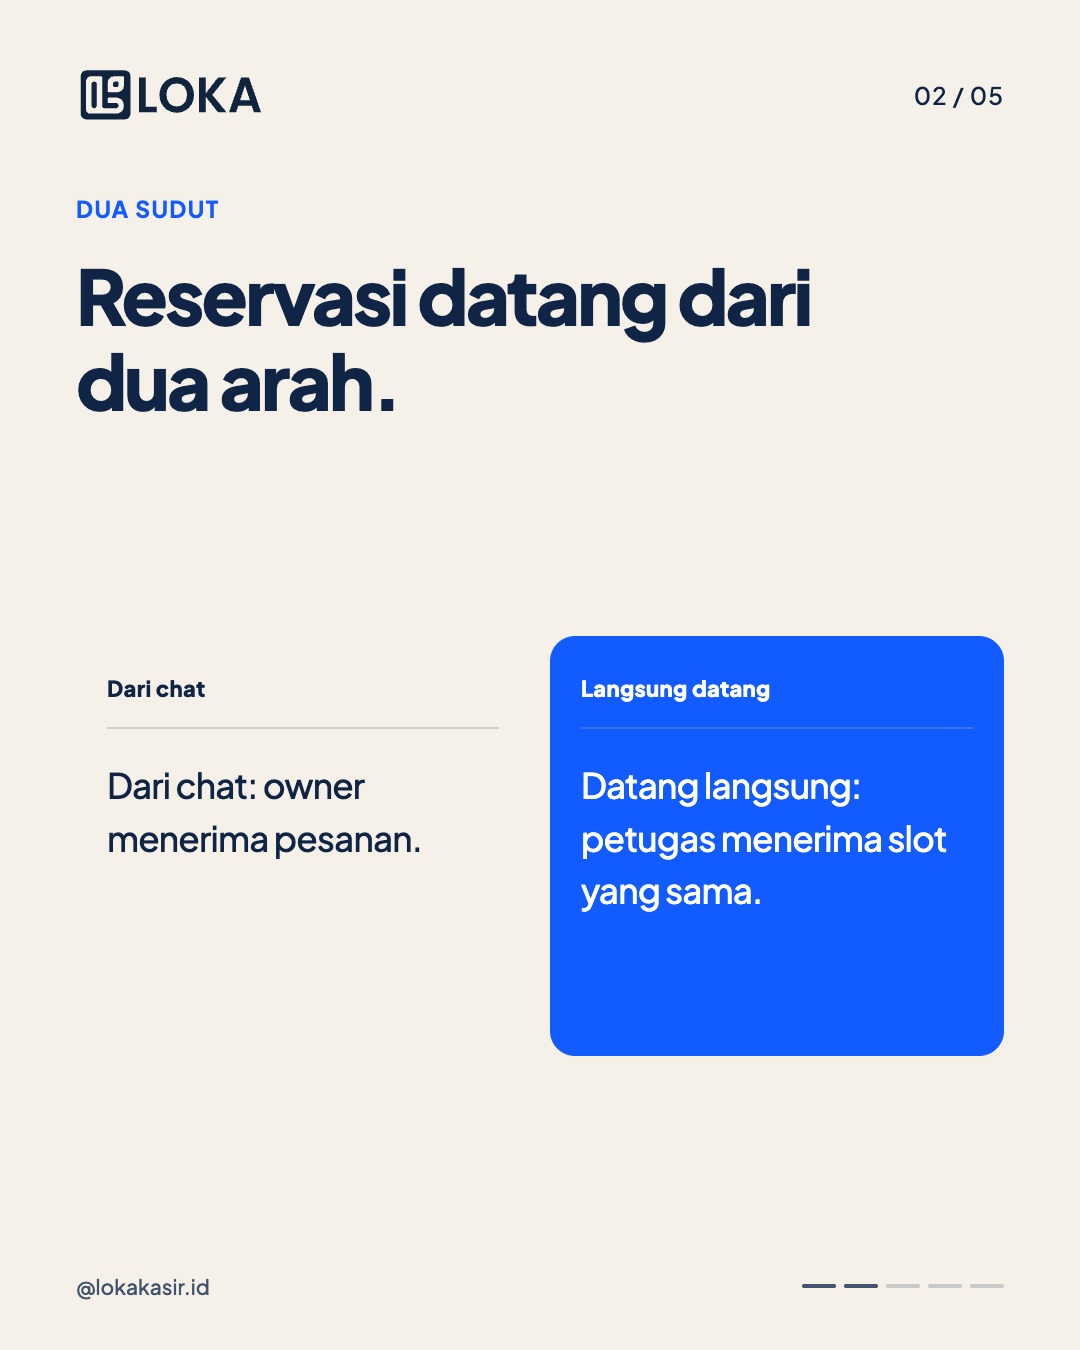 LOKA
02 / 05
DUA SUDUT
Reservasi datang dari
dua arah.
Dari chat
Dari chat: owner
menerima pesanan.
Langsung datang
Datang langsung:
petugas menerima slot
yang sama.
@lokakasir.id